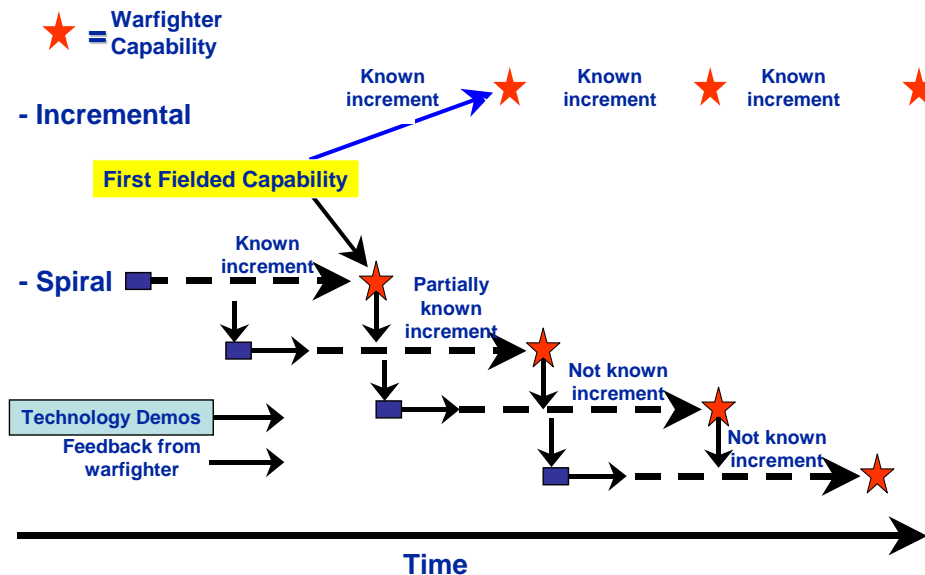 = Warfighter
Capability
Known
increment
Known
increment
Known
increment
- Incremental
First Fielded Capability
Known
increment
- Spiral
Partially
known
increment
Not known
increment
Technology Demos
Feedback from
warfighter
Not known
increment
Time